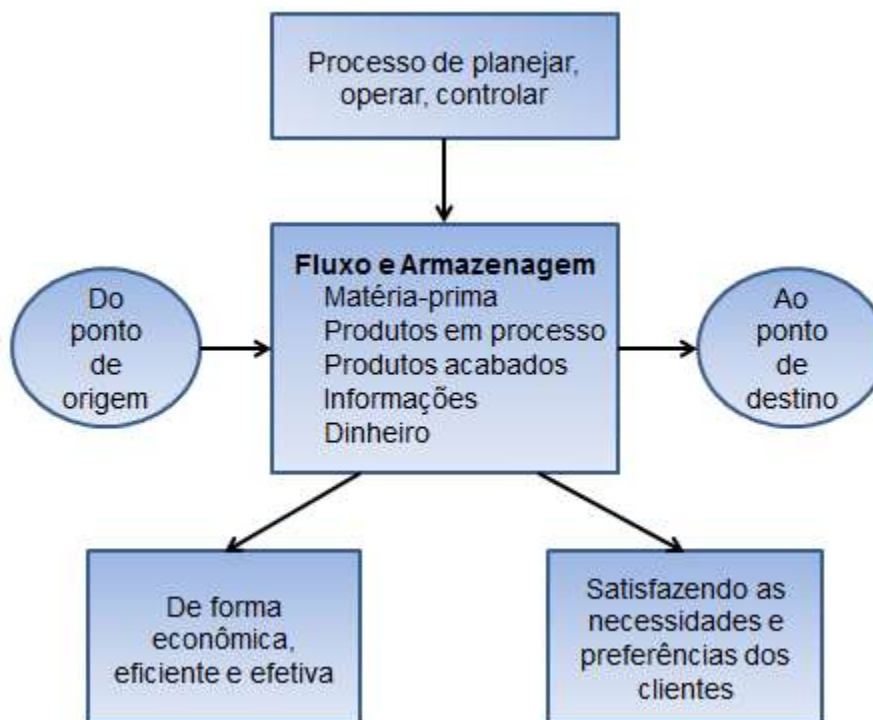 Processo de planejar,
operar, controlar
Fluxo e Armazenagem
Matéria-prima
Produtos em processo
Produtos acabados
Informações
Dinheiro
Do
ponto
de
origem
Ao
ponto
de
destino
De forma
econômica,
eficiente e efetiva
Satisfazendo as
necessidades e
preferências dos
clientes